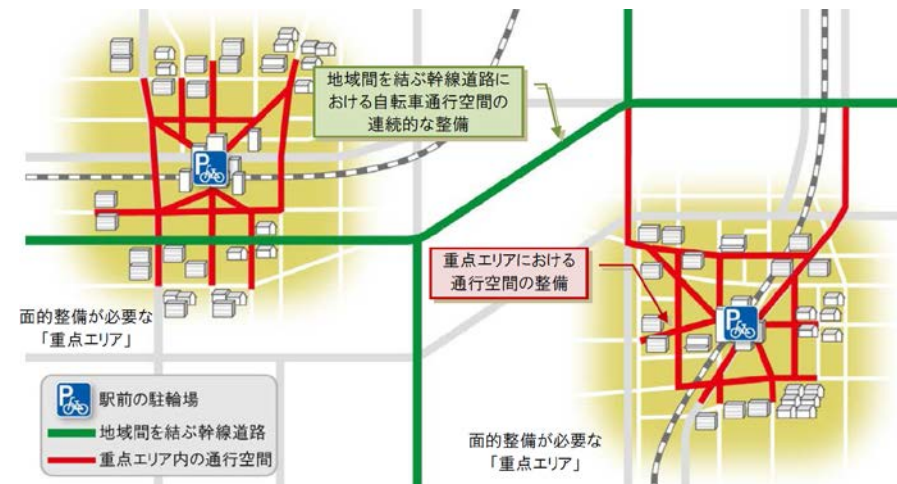 地域間を結ぶ幹線道路に
おける自転車通行空間の
連続的な整備
P
重点エリアにおける
通行空間の整備
P
面的整備が必要な
「重点エリア」
P
駅前の駐輪場
地域間を結ぶ幹線道路
重点エリア内の通行空間
面的整備が必要な
「重点エリア」